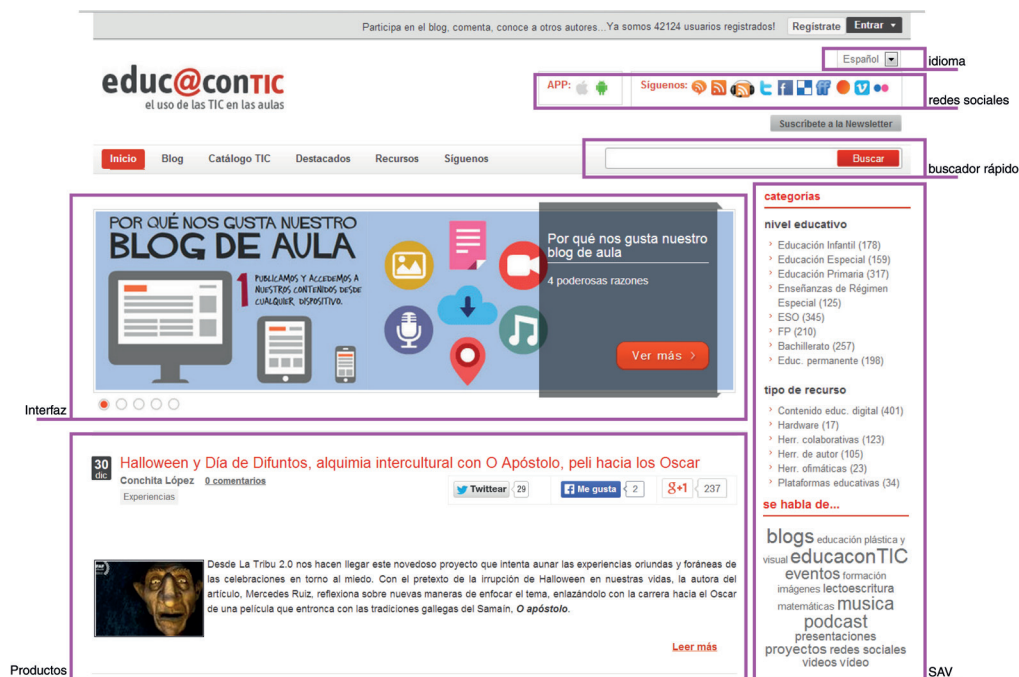 Participa en el blog, comenta, conoce a otros autores...Ya somos 42124 usuarios registrados! Registrate Entrar
Español
idioma
educ@conTIC
el uso de las TIC en las aulas
APP: Síguenos:
redes sociales
Suscribete a la Newsletter
Inicio Blog Catálogo TIC Destacados Recursos Síguenos Buscar
buscador rápido
POR QUÉ NOS GUSTA NUESTRO
BLOG DE AULA
1 PUBLICAMOS Y ACCEDEMOS A
NUESTROS CONTENIDOS DESDE
CUALQUIER, DISPOSITIVO.
Por qué nos gusta nuestro
blog de aula
4 poderosas razones
Ver más >
Interfaz
30
dic
Halloween y Día de Difuntos, alquimia intercultural con O Apóstolo, peli hacia los Oscar
Conchita López 0 comentarios
Experiencias
Twittear 29 Me gusta 2 g+1 237
Desde La Tribu 2.0 nos hacen llegar este novedoso proyecto que intenta aunar las experiencias oriundas y foráneas de
las celebraciones en torno al miedo. Con el pretexto de la irrupción de Halloween en nuestras vidas, la autora del
artículo, Mercedes Ruiz, reflexiona sobre nuevas maneras de enfocar el tema, enlazándolo con la carrera hacia el Oscar
de una película que entronca con las tradiciones gallegas del Samaín, O apóstolo.
Leer más
Productos
categorías
nivel educativo
Educación Infantil (178)
Educación Especial (159)
Educación Primaria (317)
Enseñanzas de Régimen
Especial (125)
ESO (345)
FP (210)
Bachillerato (257)
Educ. permanente (198)
tipo de recurso
Contenido educ. digital (401)
Hardware (17)
Herr. colaborativas (123)
Herr. de autor (105)
Herr. ofimáticas (23)
Plataformas educativas (34)
se habla de...
blogs educación plástica y
visual educaconTIC
eventos formación
imágenes lectoescritura
matemáticas musica
podcast
presentaciones
proyectos redes sociales
videos vídeo
SAV